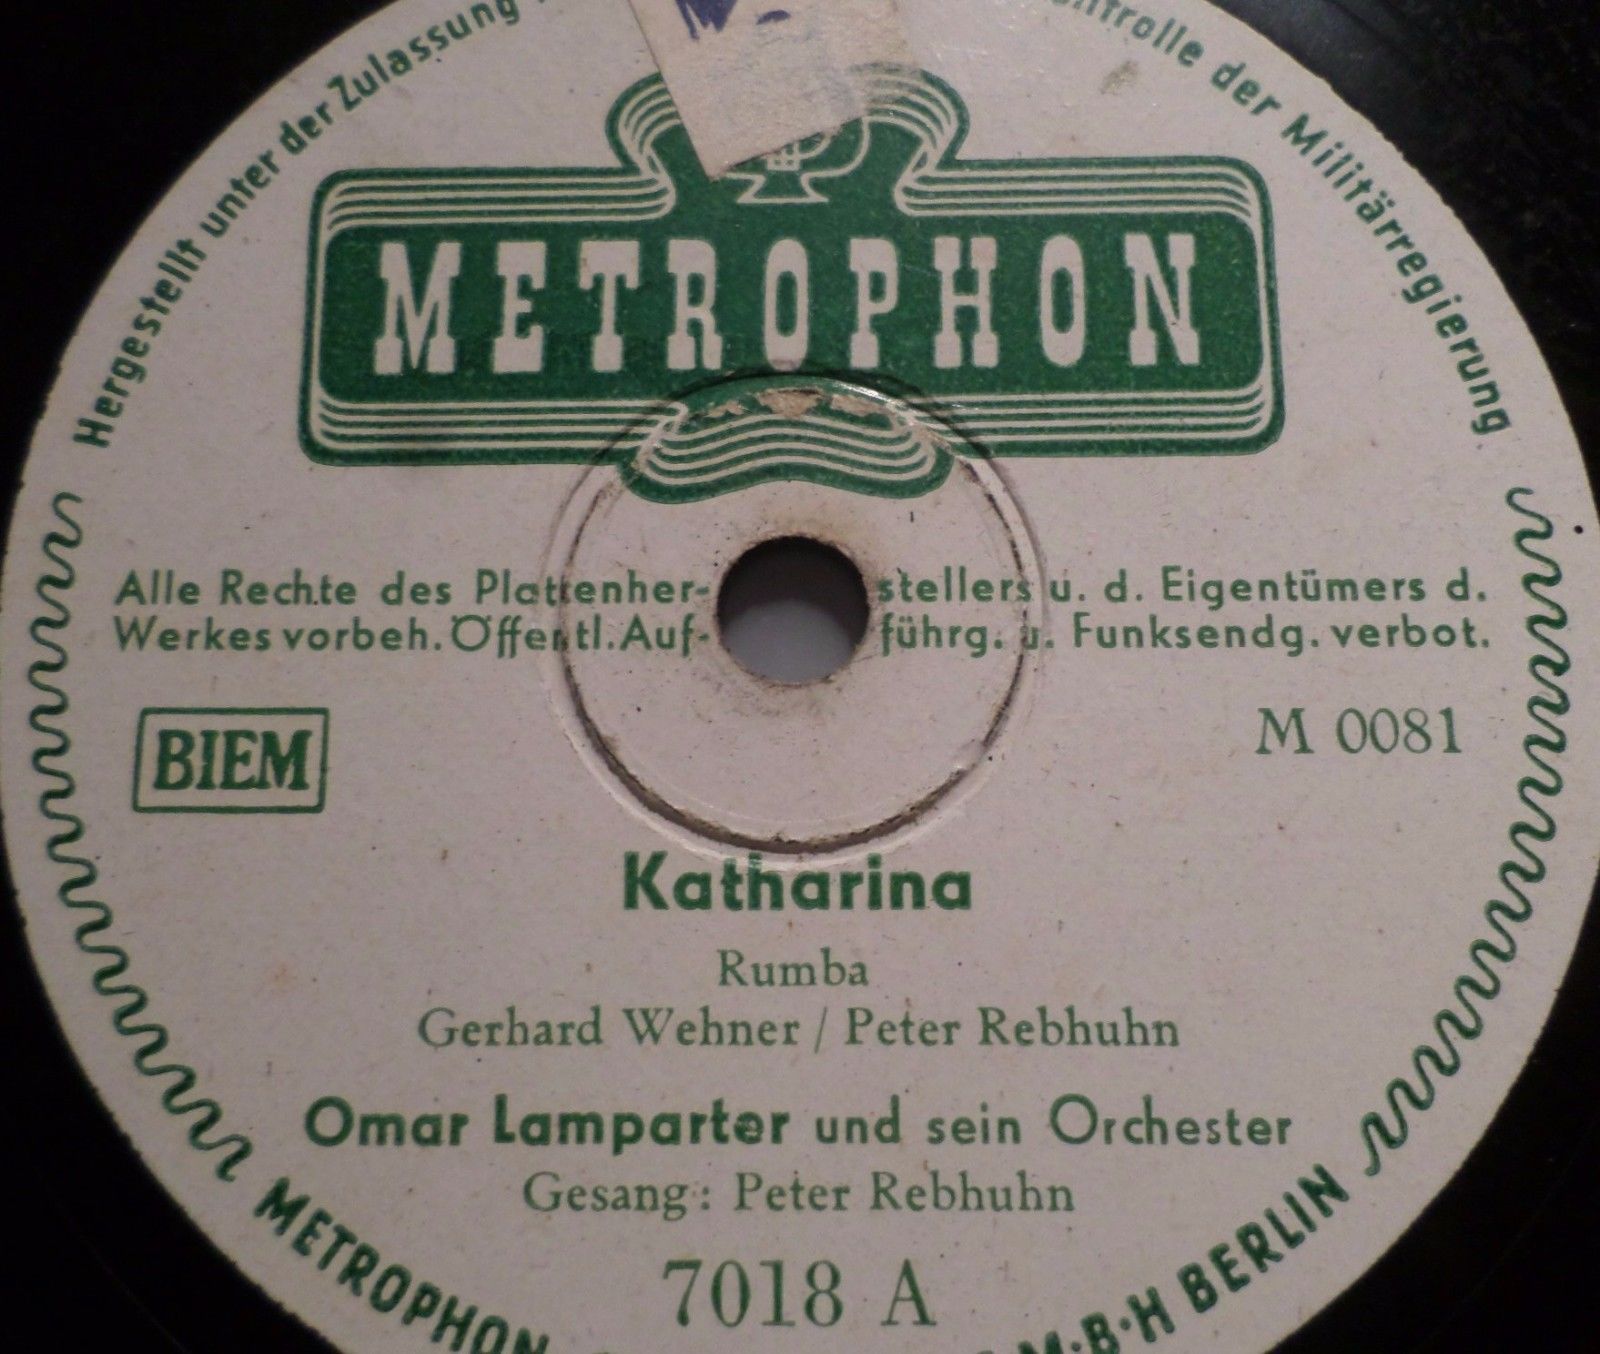 Hergestellt unter der Zulassung
der Militärregierung
METROPHON
Alle Rechte des Plattenher- stellers u. d. Eigentümers d.
Werkes vorbeh. Öffentl. Auf- führg. u. Funksendg. verbot.
BIEM
M 0081
Katharina
Rumba
Gerhard Wehner / Peter Rebhuhn
Omar Lamparter und sein Orchester
Gesang: Peter Rebhuhn
7018 A
METROPHON M·B·H BERLIN